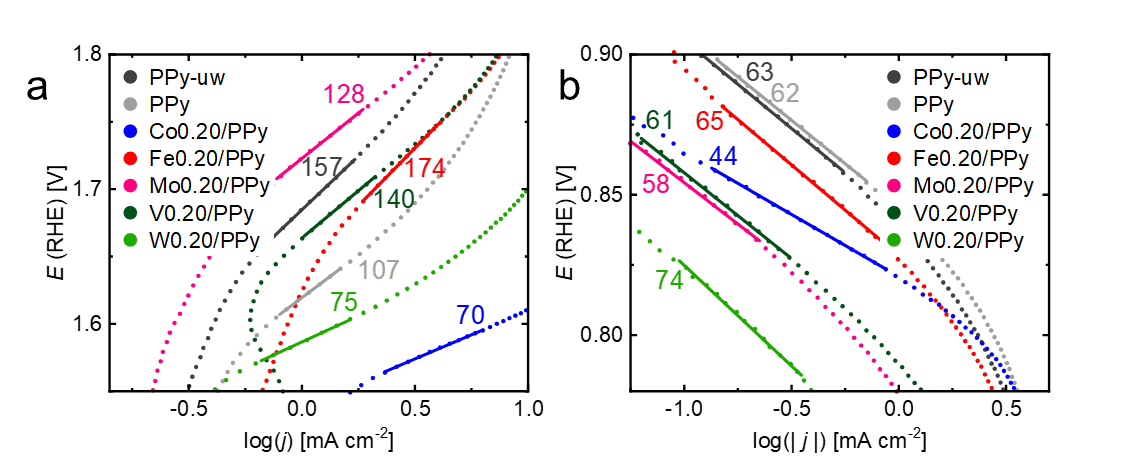 a
E (RHE) [V]
1.8
1.7
1.6
PPy-uw
PPy
Co0.20/PPy
Fe0.20/PPy
Mo0.20/PPy
V0.20/PPy
W0.20/PPy
128
157
174
140
107
75
70
-0.5
0.0
0.5
1.0
log(j) [mA cm-2]
b
E (RHE) [V]
0.90
0.85
0.80
63
62
65
61
44
58
74
PPy-uw
PPy
Co0.20/PPy
Fe0.20/PPy
Mo0.20/PPy
V0.20/PPy
W0.20/PPy
-1.0
-0.5
0.0
0.5
log(| j |) [mA cm-2]